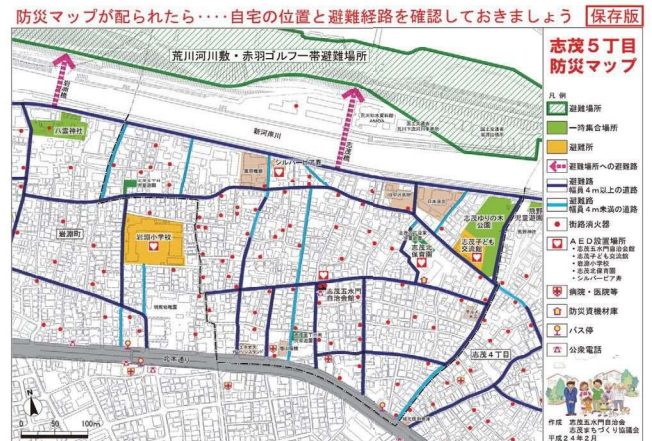 防災マップが配られたら‥‥自宅の位置と避難経路を確認しておきましょう
保存版
志茂5丁目
防災マップ
荒川河川敷・赤羽ゴルフ一帯避難場所
岩淵橋
志茂橋
新河岸川
八雲神社
シルバーピア寿
岩淵町
岩淵小学校
志茂ゆりの木
公園
志茂子ども
交流館
志茂北
保育園
志茂五水門
自治会館
志茂4丁目
北本通り
N
0
50
100m
凡例
避難場所
一時集合場所
避難所
避難場所への避難路
避難路
幅員4m以上の道路
避難路
幅員4m未満の道路
街路消火器
AED設置場所
・志茂五水門自治会館
・志茂子ども交流館
・岩淵小学校
・志茂北保育園
・シルバーピア寿
病院・医院等
防災資機材庫
バス停
公衆電話
作成 志茂五水門自治会
志茂まちづくり協議会
平成24年2月